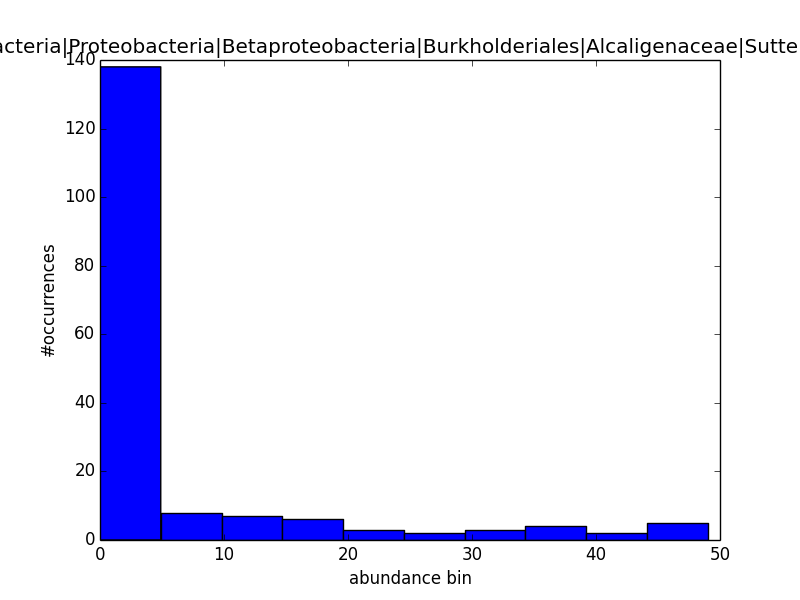 acteria|Proteobacteria|Betaproteobacteria|Burkholderiales|Alcaligenaceae|Sutte
140
120
100
80
60
40
20
0
#occurrences
0 10 20 30 40 50
abundance bin